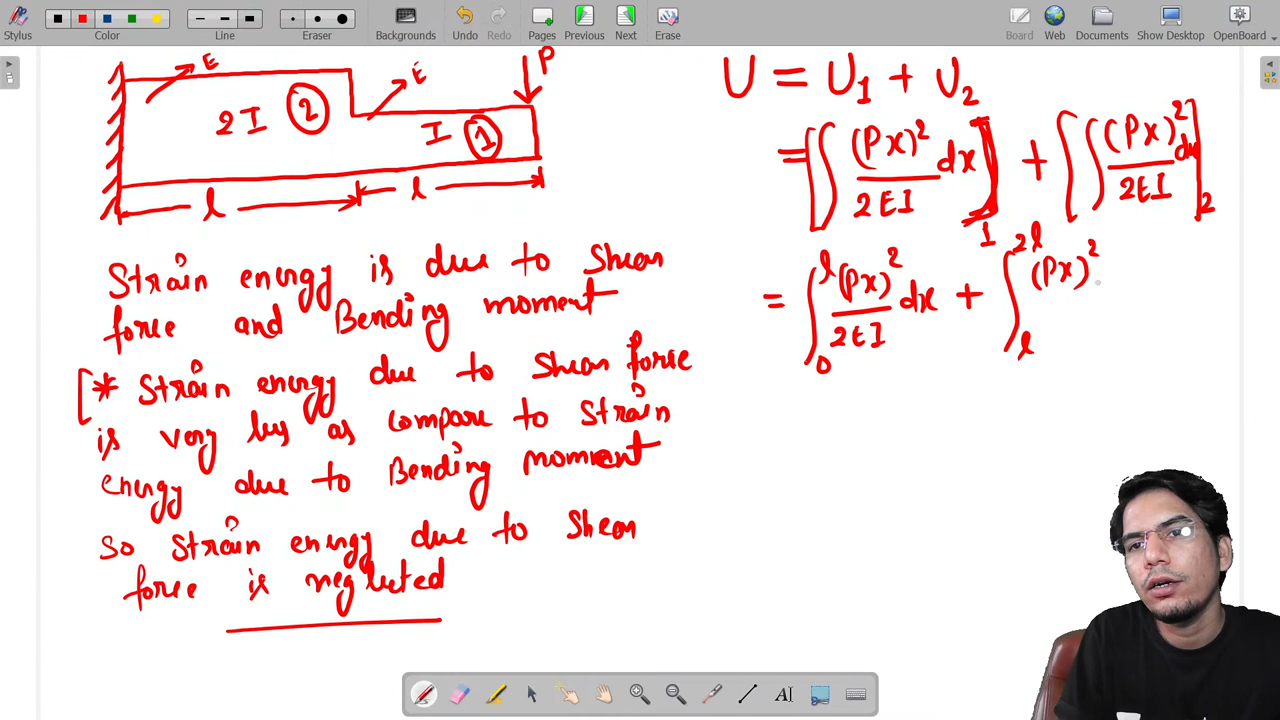 Stylus
Color
Line
Eraser
Backgrounds
Undo
Redo
Pages
Previous
Next
Erase
Board
Web
Documents
Show Desktop
OpenBoard
E
E
P
2I ②
I ①
l
l
Strain energy is due to Shear
force and Bending moment
[* Strain energy due to Shear force
is very less as compare to Strain
energy due to Bending moment
so Strain energy due to Shear
force is neglected
U = U₁ + U₂
= [∫ (Px)²/2EI dx]₁ + [∫ (Px)²/2EI dx]₂
= ∫₀ˡ (Px)²/2EI dx + ∫ₗ²ˡ (Px)²